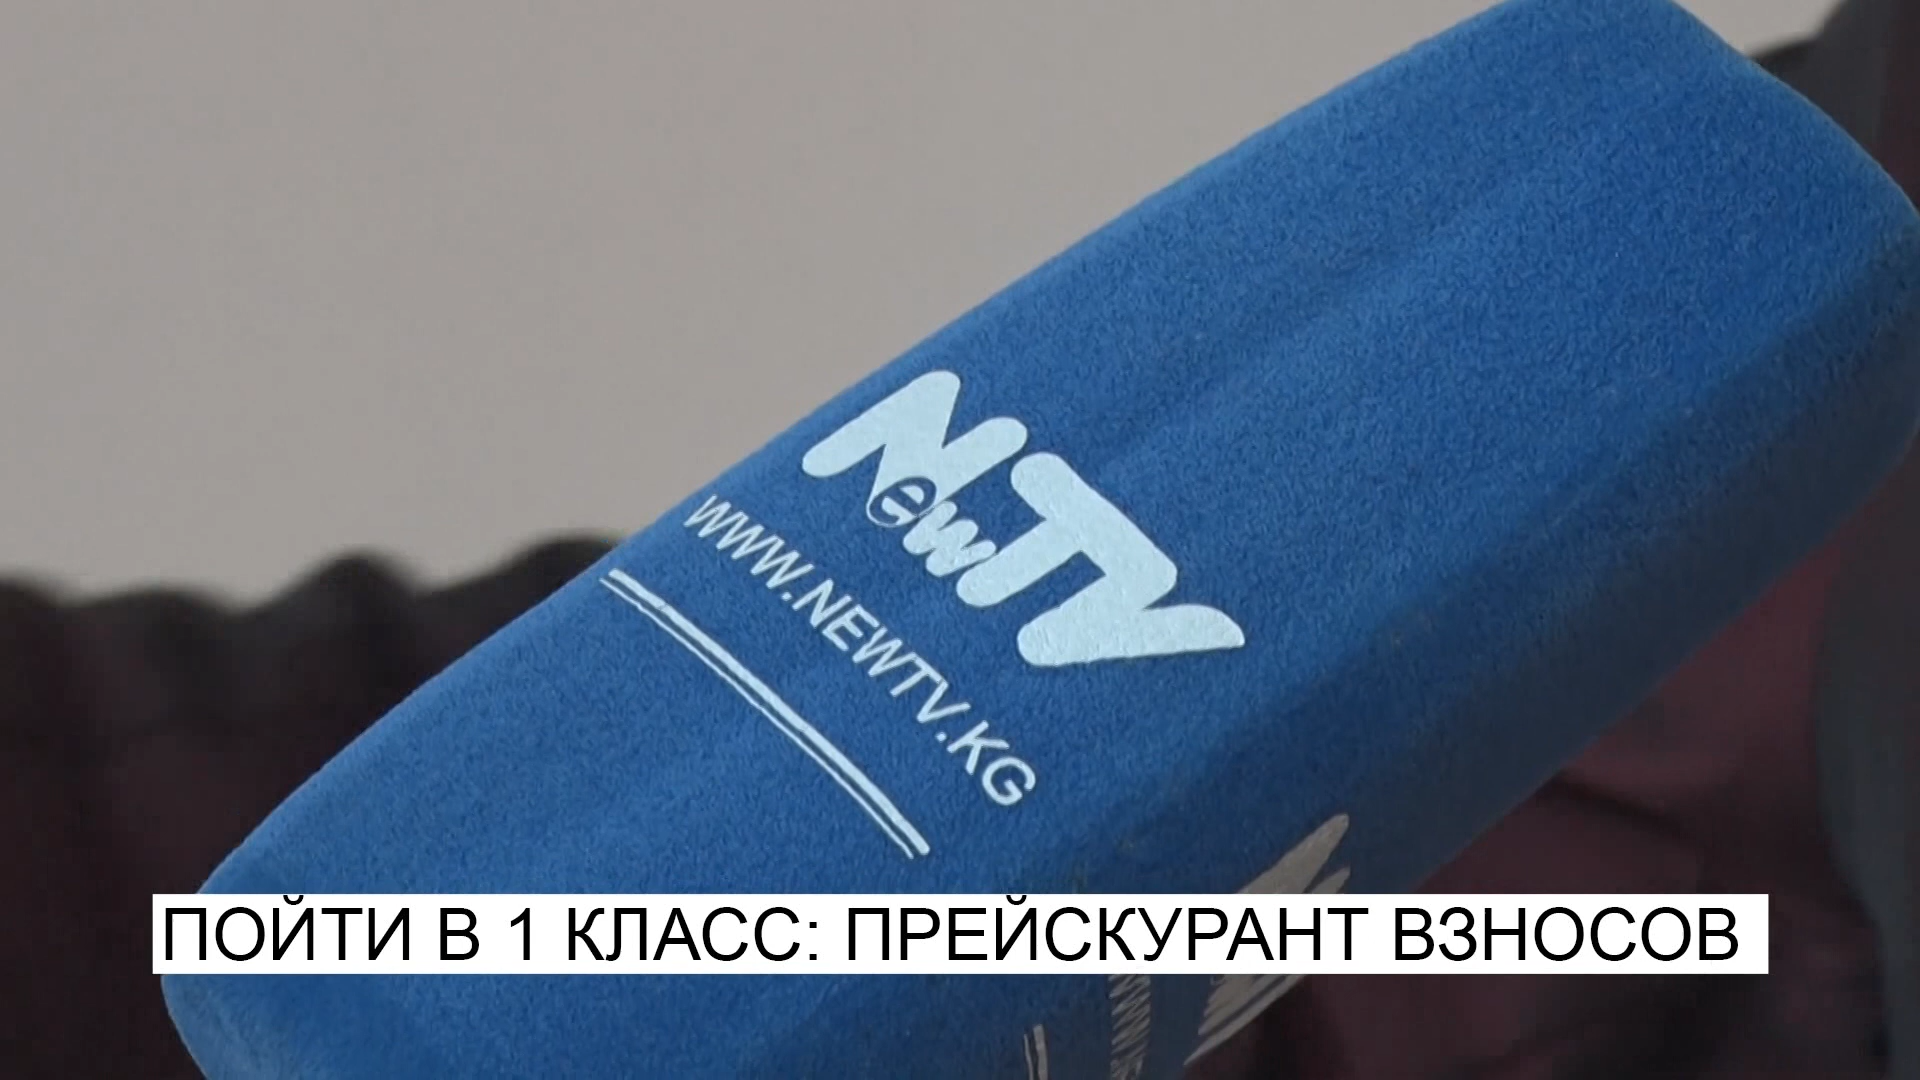 NewTV
WWW.NEWTV.KG
ПОЙТИ В 1 КЛАСС: ПРЕЙСКУРАНТ ВЗНОСОВ